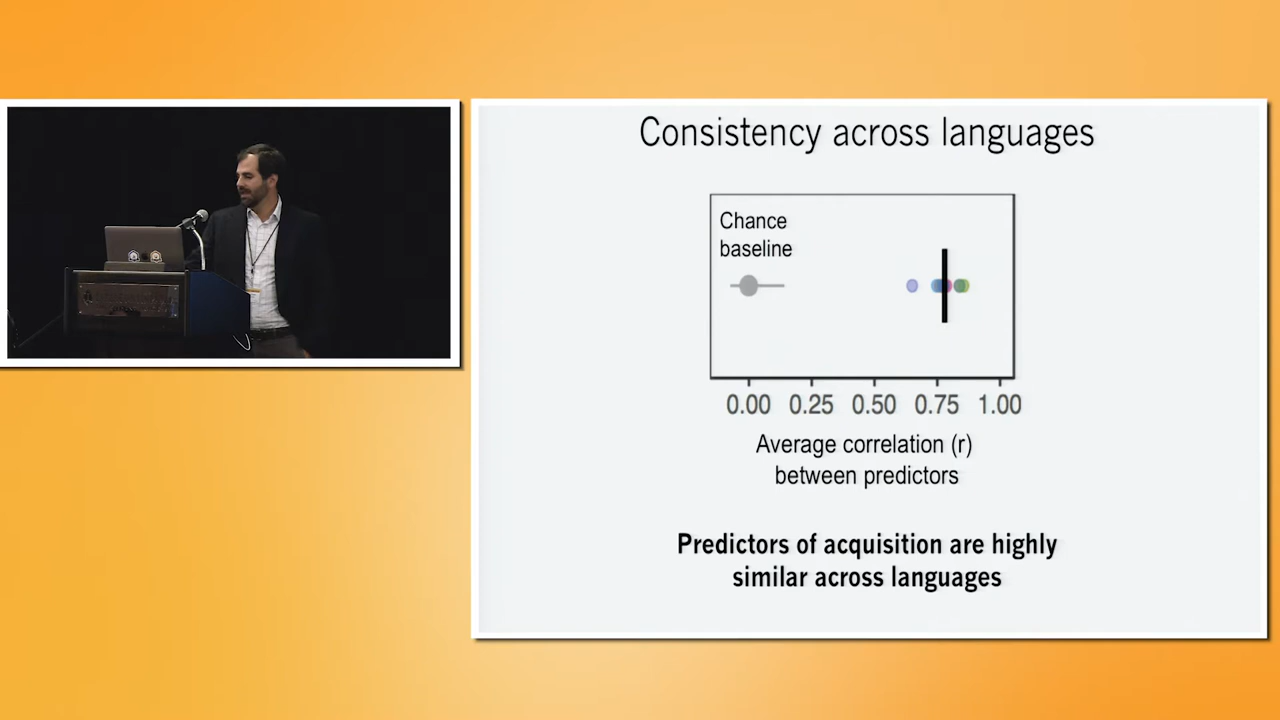 Consistency across languages
Chance
baseline
0.00 0.25 0.50 0.75 1.00
Average correlation (r)
between predictors
Predictors of acquisition are highly
similar across languages